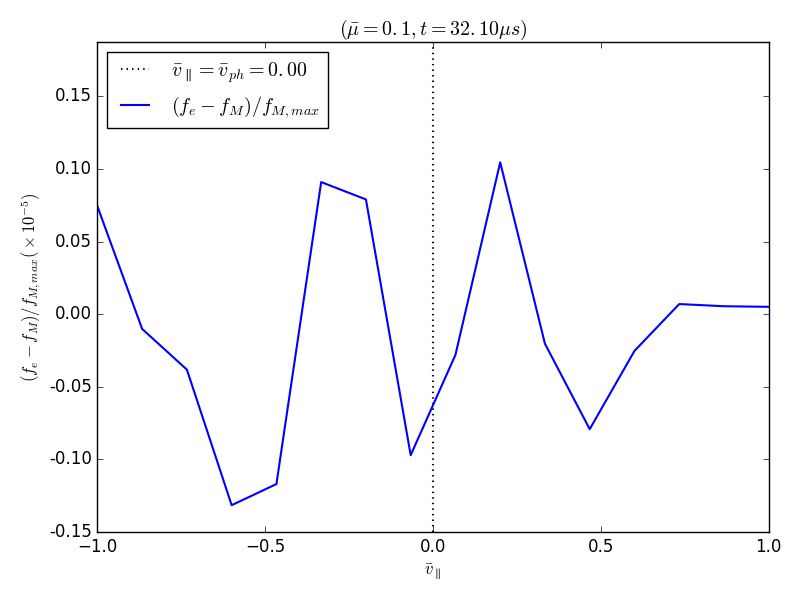 (μ̄ = 0.1, t = 32.10μs)
v̄∥ = v̄ph = 0.00
(fe − fM)/fM,max
(fe − fM)/fM,max(×10⁻⁵)
0.15
0.10
0.05
0.00
-0.05
-0.10
-0.15
−1.0 −0.5 0.0 0.5 1.0
v̄∥